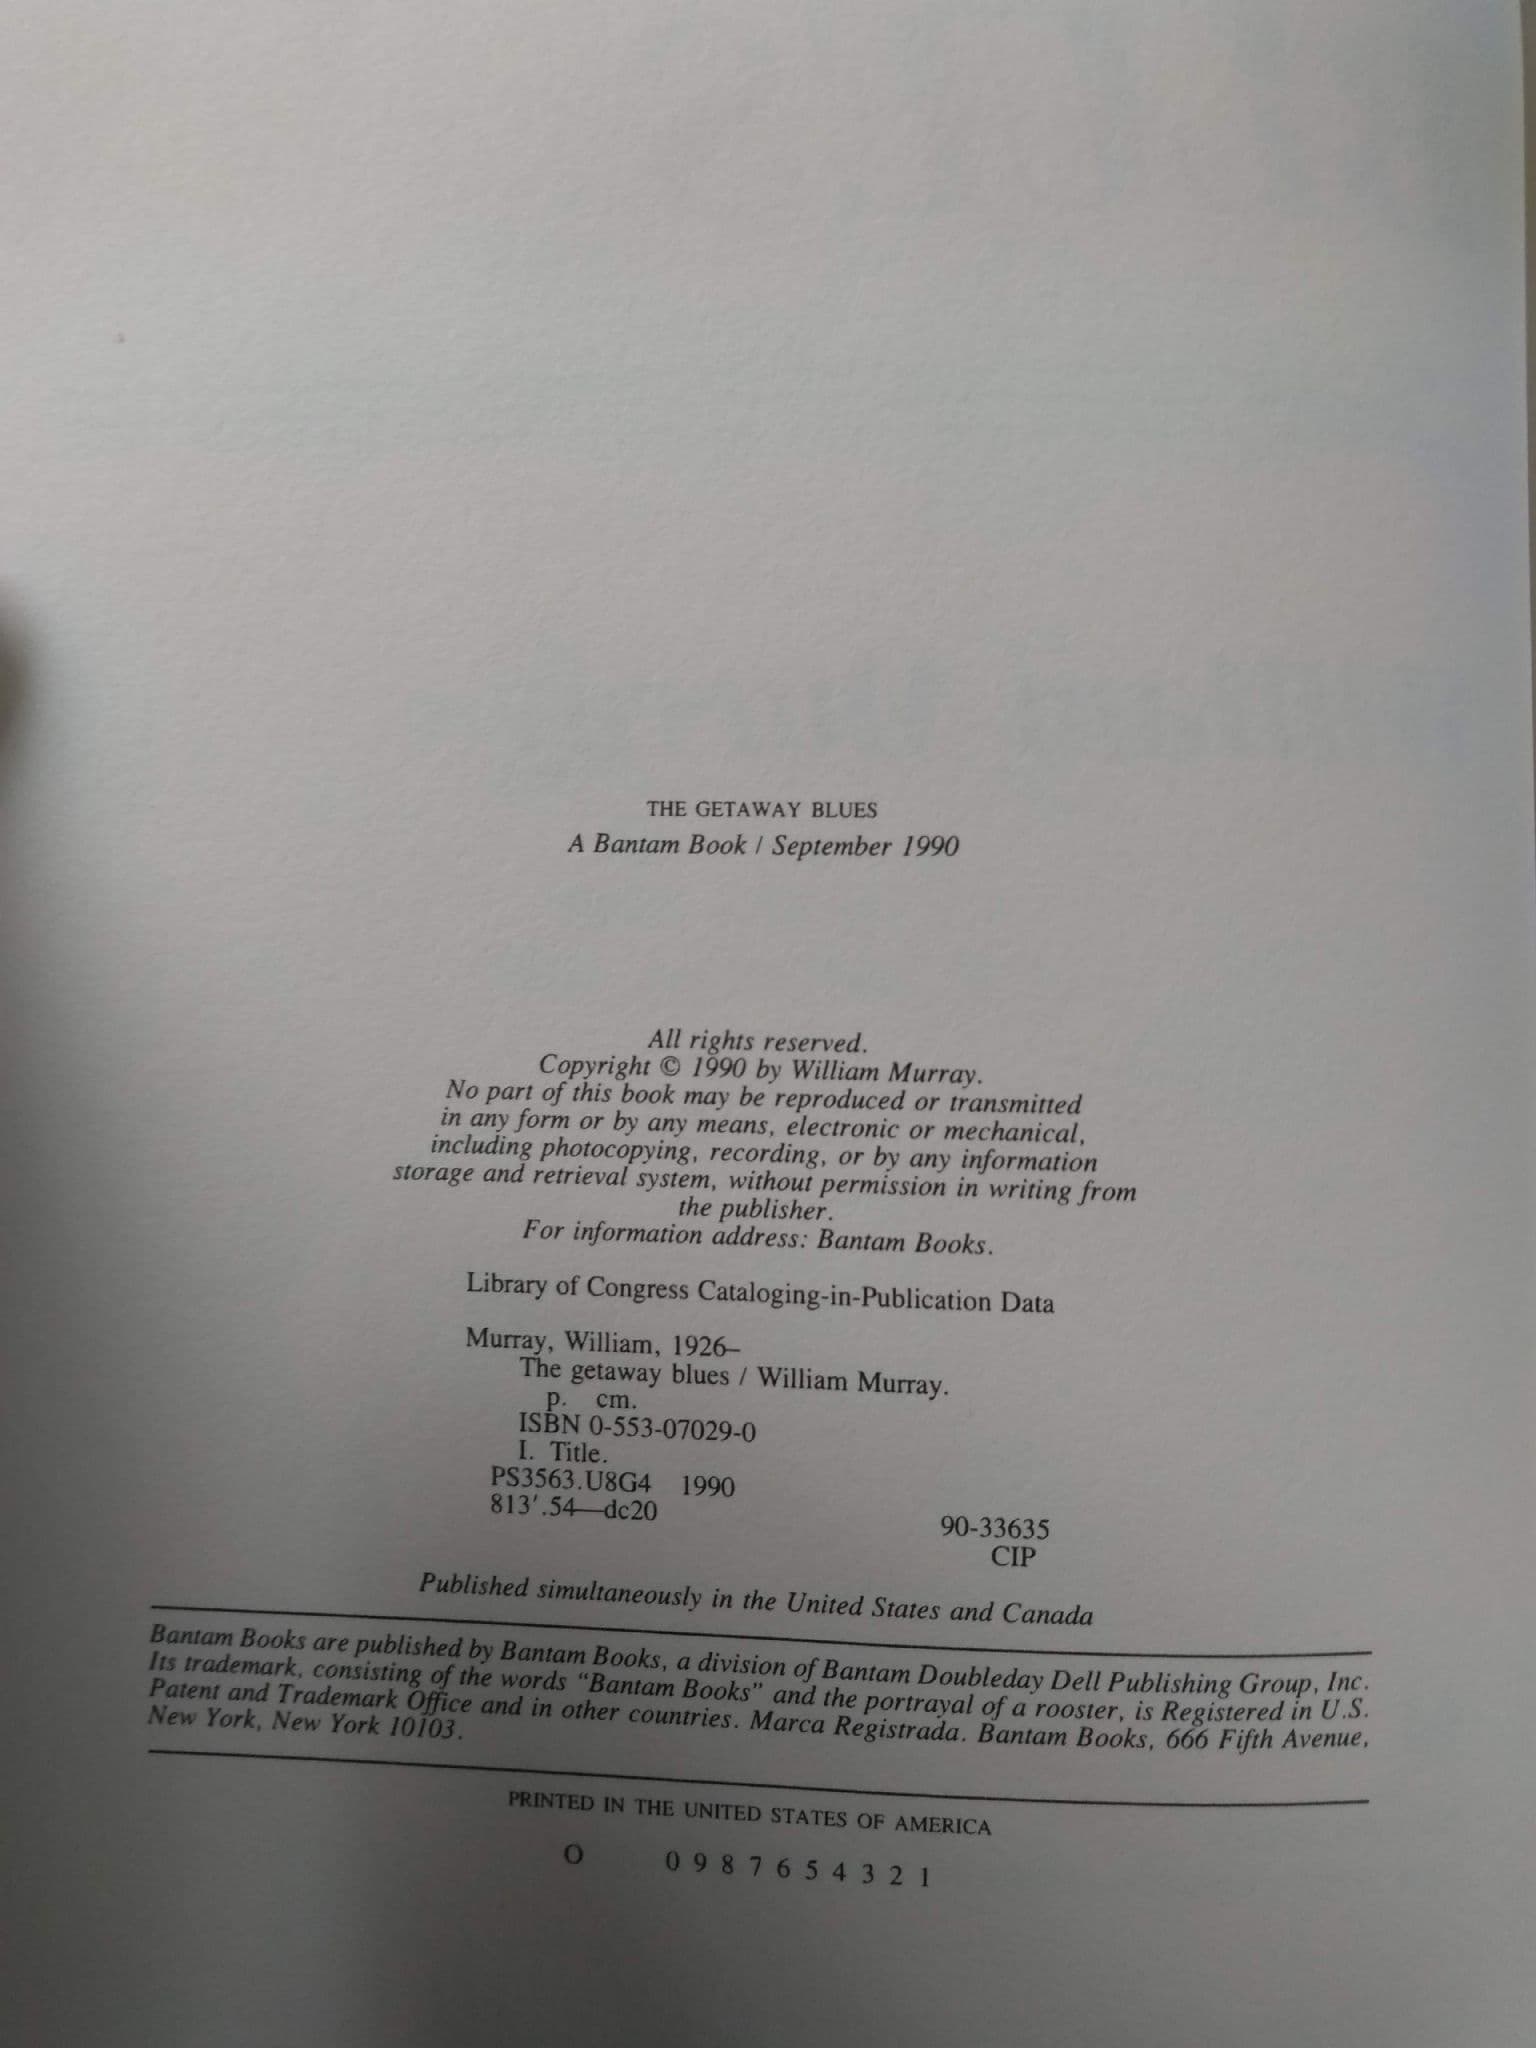 THE GETAWAY BLUES
A Bantam Book / September 1990
All rights reserved.
Copyright © 1990 by William Murray.
No part of this book may be reproduced or transmitted
in any form or by any means, electronic or mechanical,
including photocopying, recording, or by any information
storage and retrieval system, without permission in writing from
the publisher.
For information address: Bantam Books.
Library of Congress Cataloging-in-Publication Data
Murray, William, 1926–
The getaway blues / William Murray.
p. cm.
ISBN 0-553-07029-0
I. Title.
PS3563.U8G4 1990
813'.54—dc20
90-33635
CIP
Published simultaneously in the United States and Canada
Bantam Books are published by Bantam Books, a division of Bantam Doubleday Dell Publishing Group, Inc.
Its trademark, consisting of the words “Bantam Books” and the portrayal of a rooster, is Registered in U.S.
Patent and Trademark Office and in other countries. Marca Registrada. Bantam Books, 666 Fifth Avenue,
New York, New York 10103.
PRINTED IN THE UNITED STATES OF AMERICA
O 0 9 8 7 6 5 4 3 2 1